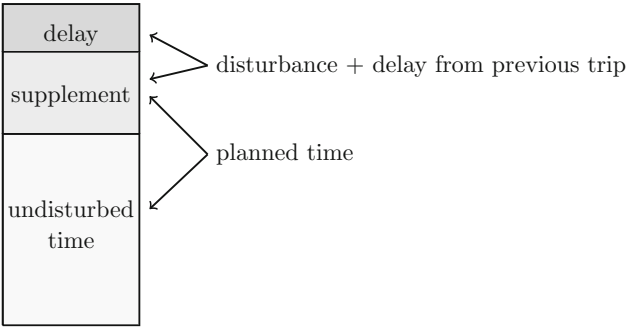 delay
disturbance + delay from previous trip
supplement
planned time
undisturbed
time